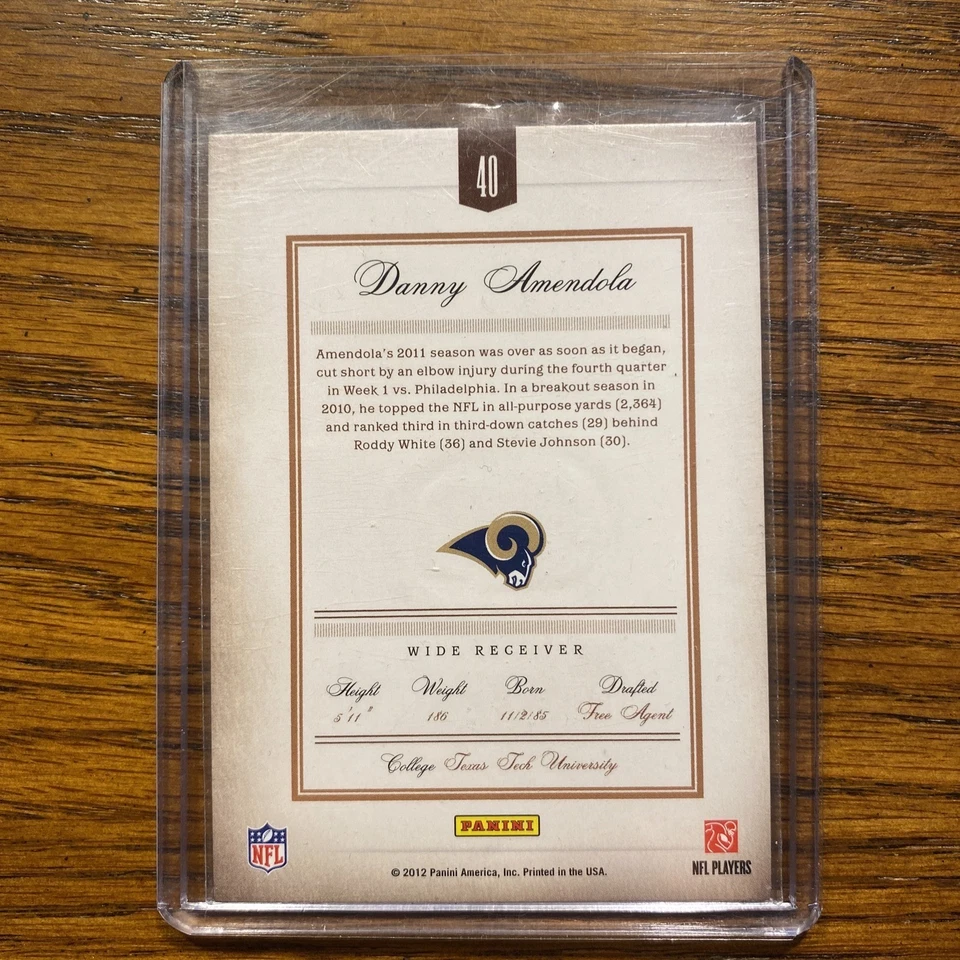 40
Danny Amendola
Amendola's 2011 season was over as soon as it began,
cut short by an elbow injury during the fourth quarter
in Week 1 vs. Philadelphia. In a breakout season in
2010, he topped the NFL in all-purpose yards (2,364)
and ranked third in third-down catches (29) behind
Roddy White (36) and Stevie Johnson (30).
WIDE RECEIVER
Height Weight Born Drafted
5'11" 186 11/2/85 Free Agent
College Texas Tech University
PANINI
NFL
NFL PLAYERS
© 2012 Panini America, Inc. Printed in the USA.